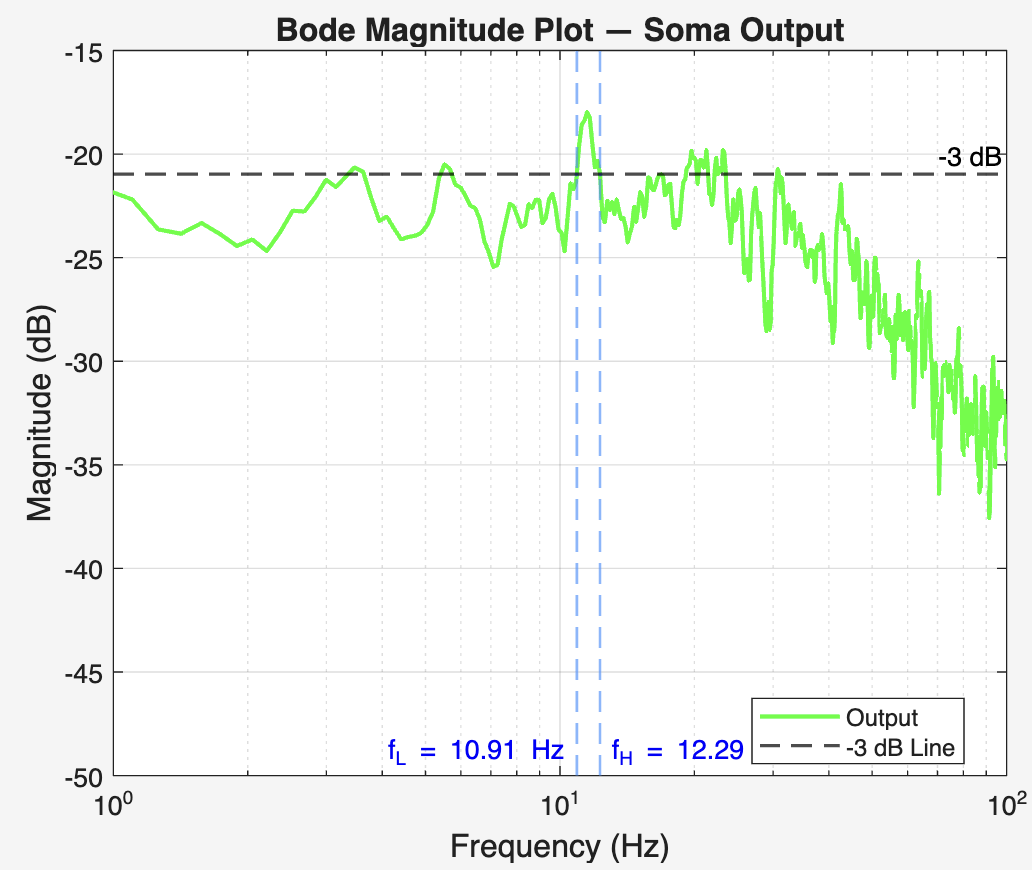 Bode Magnitude Plot — Soma Output
-15
-20
-3 dB
-25
-30
-35
-40
-45
-50
Magnitude (dB)
f_L = 10.91 Hz
f_H = 12.29
Output
-3 dB Line
10^0
10^1
10^2
Frequency (Hz)